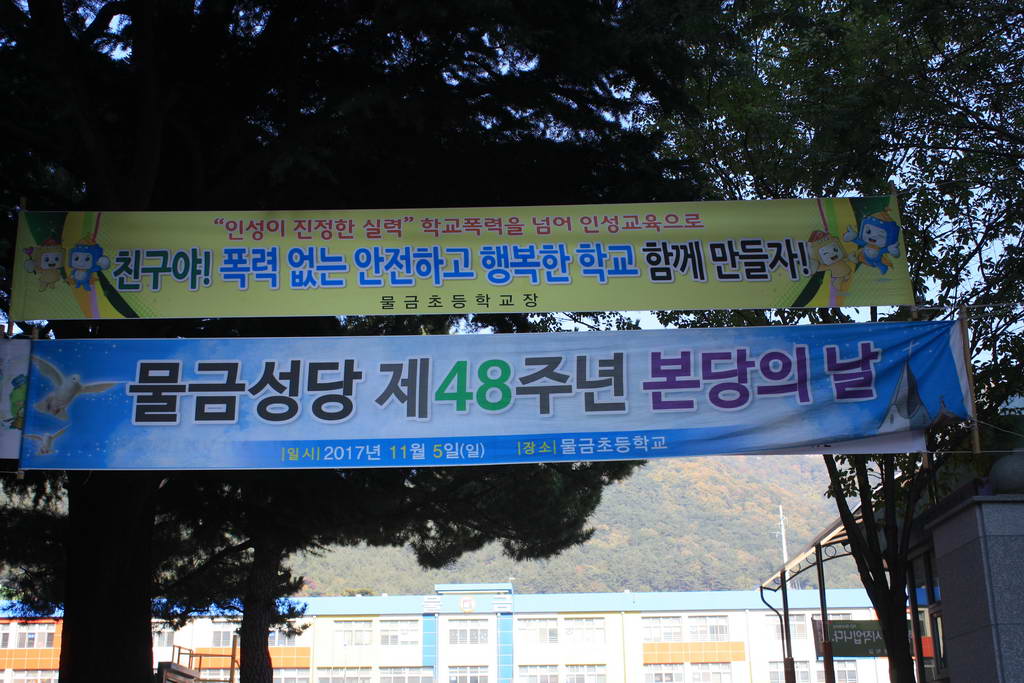 “인성이 진정한 실력” 학교폭력을 넘어 인성교육으로
친구야! 폭력 없는 안전하고 행복한 학교 함께 만들자!
물금초등학교장
물금성당 제48주년 본당의 날
|일시| 2017년 11월 5일(일) |장소| 물금초등학교